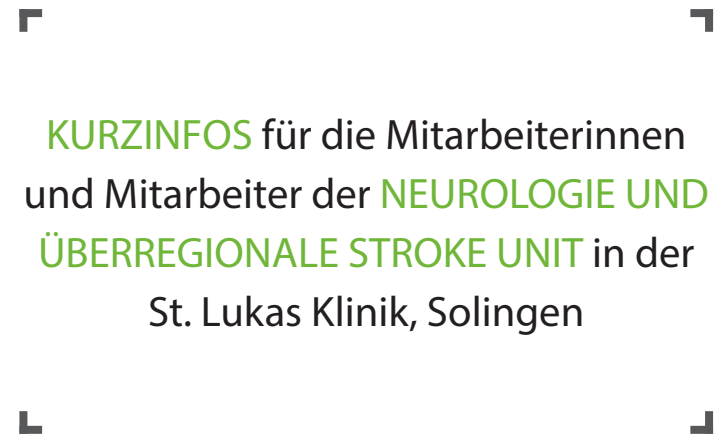 KURZINFOS für die Mitarbeiterinnen
und Mitarbeiter der NEUROLOGIE UND
ÜBERREGIONALE STROKE UNIT in der
St. Lukas Klinik, Solingen